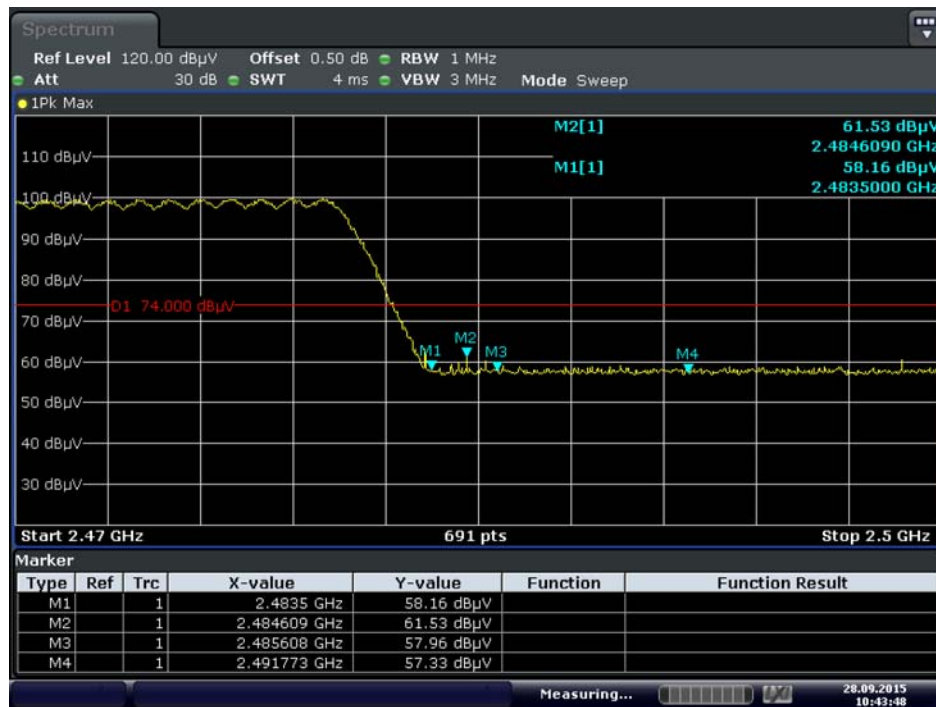 Spectrum
Ref Level 120.00 dBµV Offset 0.50 dB RBW 1 MHz
Att 30 dB SWT 4 ms VBW 3 MHz Mode Sweep
1Pk Max
M2[1] 61.53 dBµV
2.4846090 GHz
M1[1] 58.16 dBµV
2.4835000 GHz
110 dBµV
100 dBµV
90 dBµV
80 dBµV
D1 74.000 dBµV
70 dBµV
M2
60 dBµV M1 M3 M4
50 dBµV
40 dBµV
30 dBµV
Start 2.47 GHz 691 pts Stop 2.5 GHz
Marker
Type Ref Trc X-value Y-value Function Function Result
M1 1 2.4835 GHz 58.16 dBµV
M2 1 2.484609 GHz 61.53 dBµV
M3 1 2.485608 GHz 57.96 dBµV
M4 1 2.491773 GHz 57.33 dBµV
Measuring... 28.09.2015
10:43:48